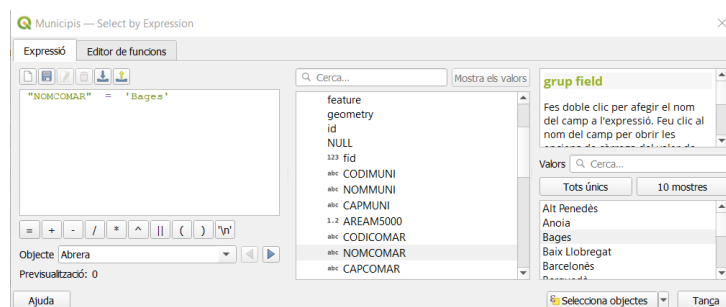 Municipis — Select by Expression
Expressió
Editor de funcions
"NOMCOMAR" = 'Bages'
= + - / * ^ || ( ) '\n'
Objecte Abrera
Previsualització: 0
Ajuda
Cerca...
Mostra els valors
feature
geometry
id
NULL
123 fid
abc CODIMUNI
abc NOMMUNI
abc CAPMUNI
1.2 AREAM5000
abc CODICOMAR
abc NOMCOMAR
abc CAPCOMAR
grup field
Fes doble clic per afegir el nom
del camp a l'expressió. Feu clic al
nom del camp per obrir les
Valors Cerca...
Tots únics
10 mostres
Alt Penedès
Anoia
Bages
Baix Llobregat
Barcelonès
Selecciona objectes
Tanca